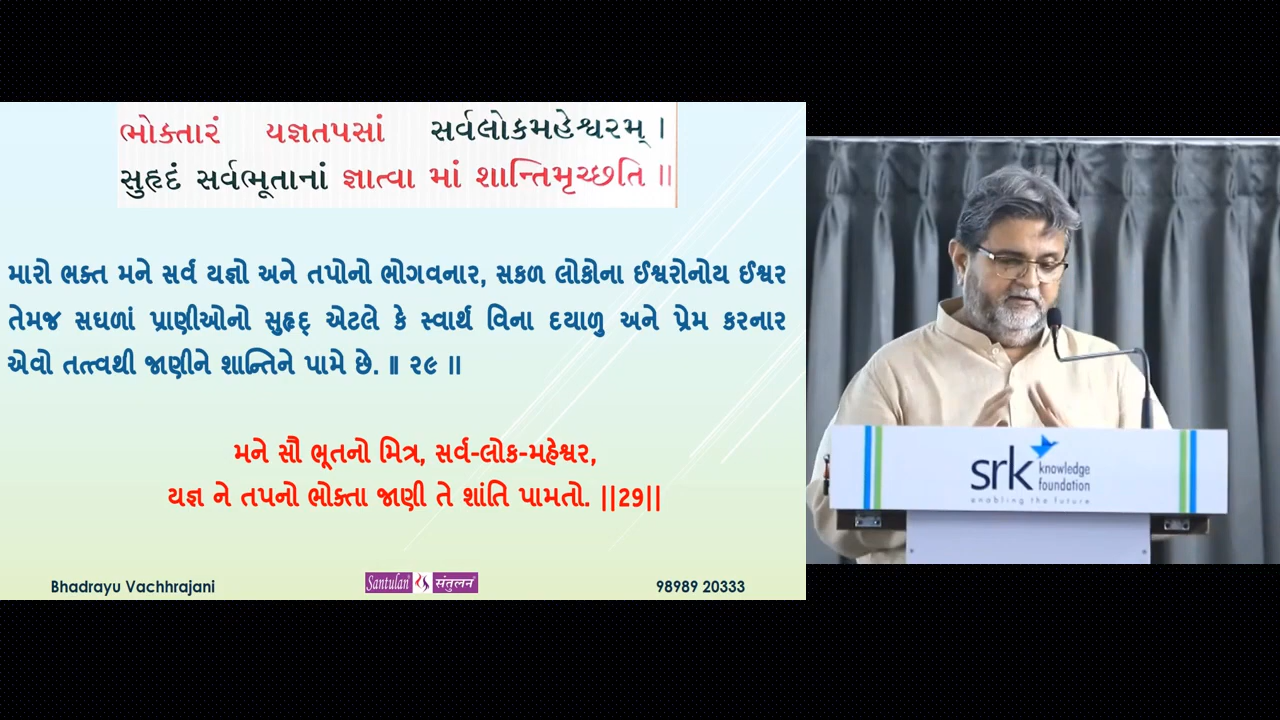 ભોક્તારં યજ્ઞતપસાં સર્વલોકમહેશ્વરમ્ ।
સુહૃદં સર્વભૂતાનાં જ્ઞાત્વા માં શાન્તિમૃચ્છતિ ॥
મારો ભક્ત મને સર્વ યજ્ઞો અને તપોનો ભોગવનાર, સકળ લોકોના ઈશ્વરોનોય ઈશ્વર
તેમજ સઘળાં પ્રાણીઓનો સુહૃદ્ એટલે કે સ્વાર્થ વિના દયાળુ અને પ્રેમ કરનાર
એવો તત્ત્વથી જાણીને શાન્તિને પામે છે. ॥ ૨૯ ॥
મને સૌ ભૂતનો મિત્ર, સર્વ-લોક-મહેશ્વર,
યજ્ઞ ને તપનો ભોક્તા જાણી તે શાંતિ પામતો. ||29||
Bhadrayu Vachhrajani
Santulan સંતુલન
98989 20333
srk knowledge
foundation
enabling the future